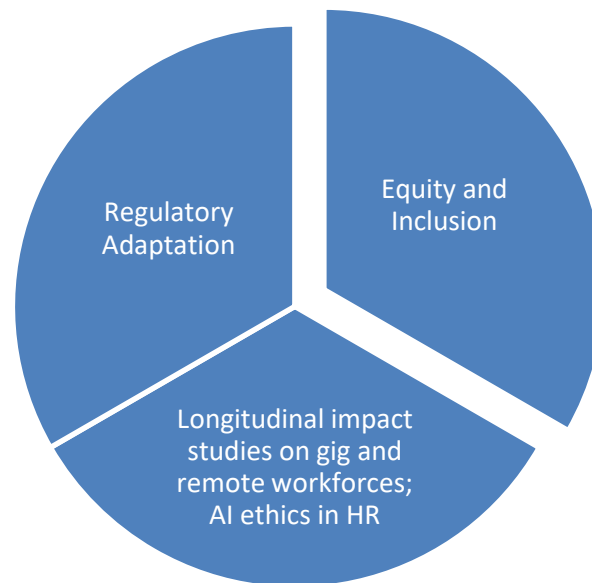 Regulatory
Adaptation
Equity and
Inclusion
Longitudinal impact
studies on gig and
remote workforces;
AI ethics in HR